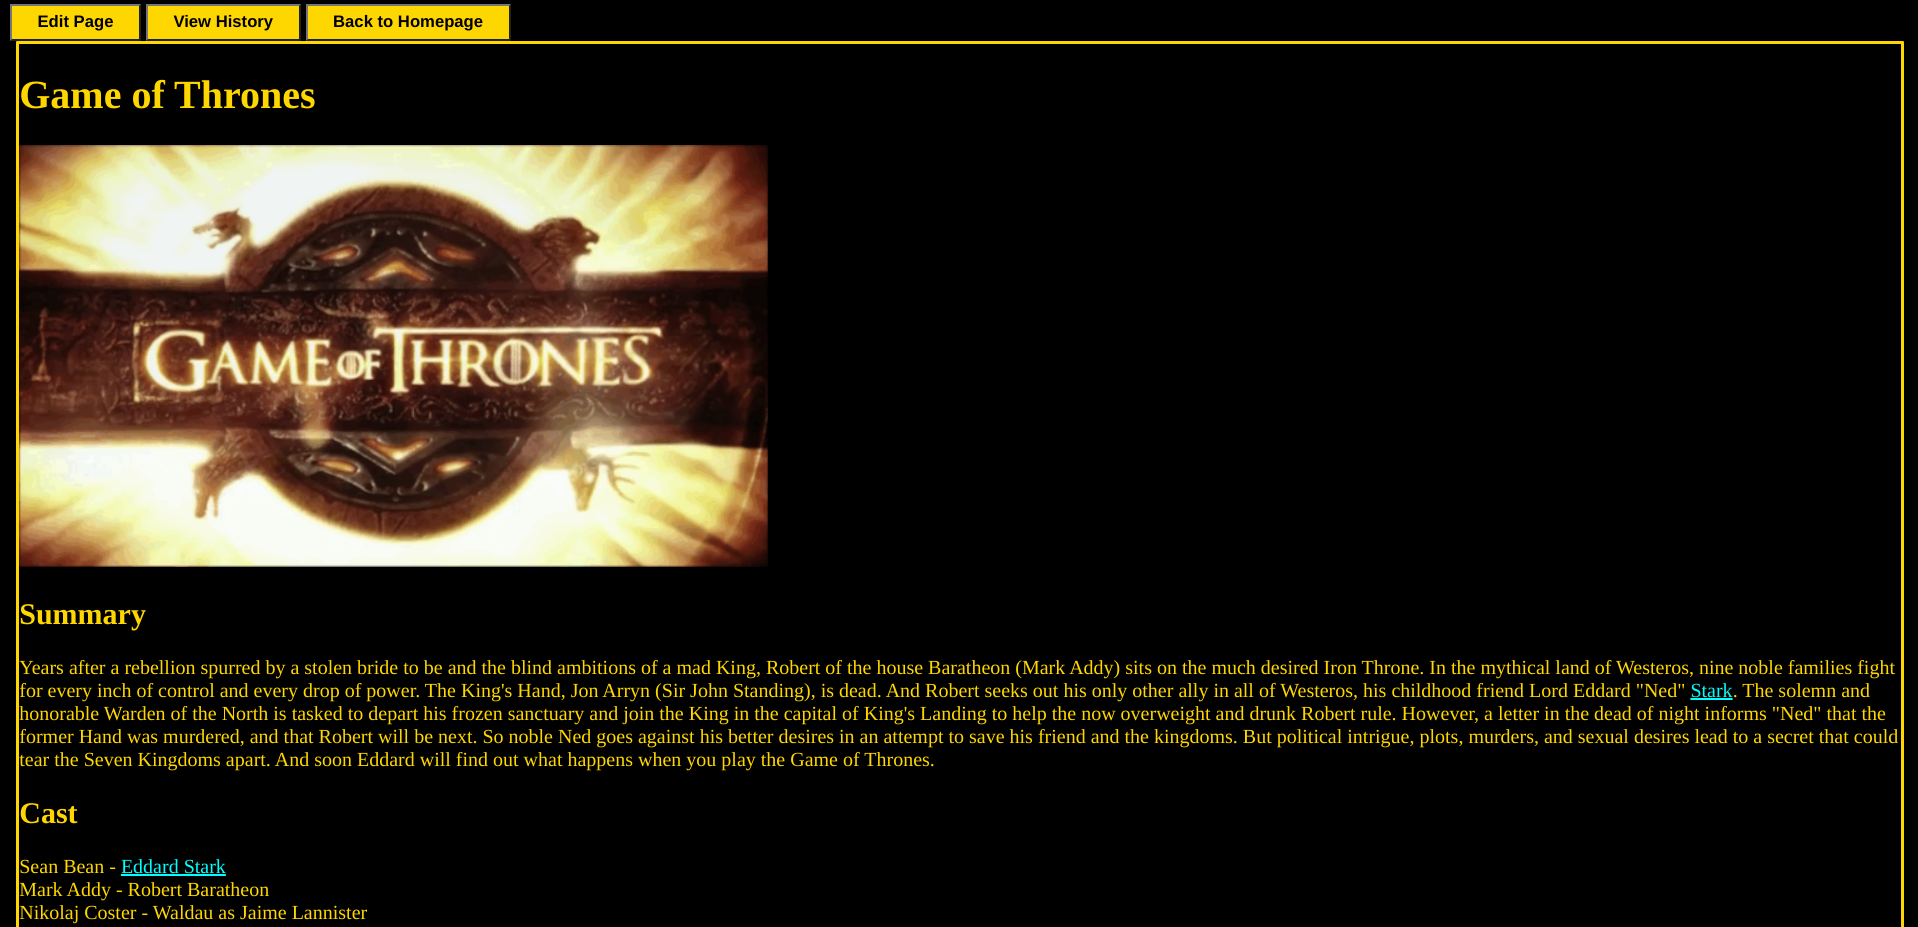 Edit Page View History Back to Homepage
Game of Thrones
GAME OF THRONES
Summary
Years after a rebellion spurred by a stolen bride to be and the blind ambitions of a mad King, Robert of the house Baratheon (Mark Addy) sits on the much desired Iron Throne. In the mythical land of Westeros, nine noble families fight
for every inch of control and every drop of power. The King's Hand, Jon Arryn (Sir John Standing), is dead. And Robert seeks out his only other ally in all of Westeros, his childhood friend Lord Eddard "Ned" Stark. The solemn and
honorable Warden of the North is tasked to depart his frozen sanctuary and join the King in the capital of King's Landing to help the now overweight and drunk Robert rule. However, a letter in the dead of night informs "Ned" that the
former Hand was murdered, and that Robert will be next. So noble Ned goes against his better desires in an attempt to save his friend and the kingdoms. But political intrigue, plots, murders, and sexual desires lead to a secret that could
tear the Seven Kingdoms apart. And soon Eddard will find out what happens when you play the Game of Thrones.
Cast
Sean Bean - Eddard Stark
Mark Addy - Robert Baratheon
Nikolaj Coster - Waldau as Jaime Lannister